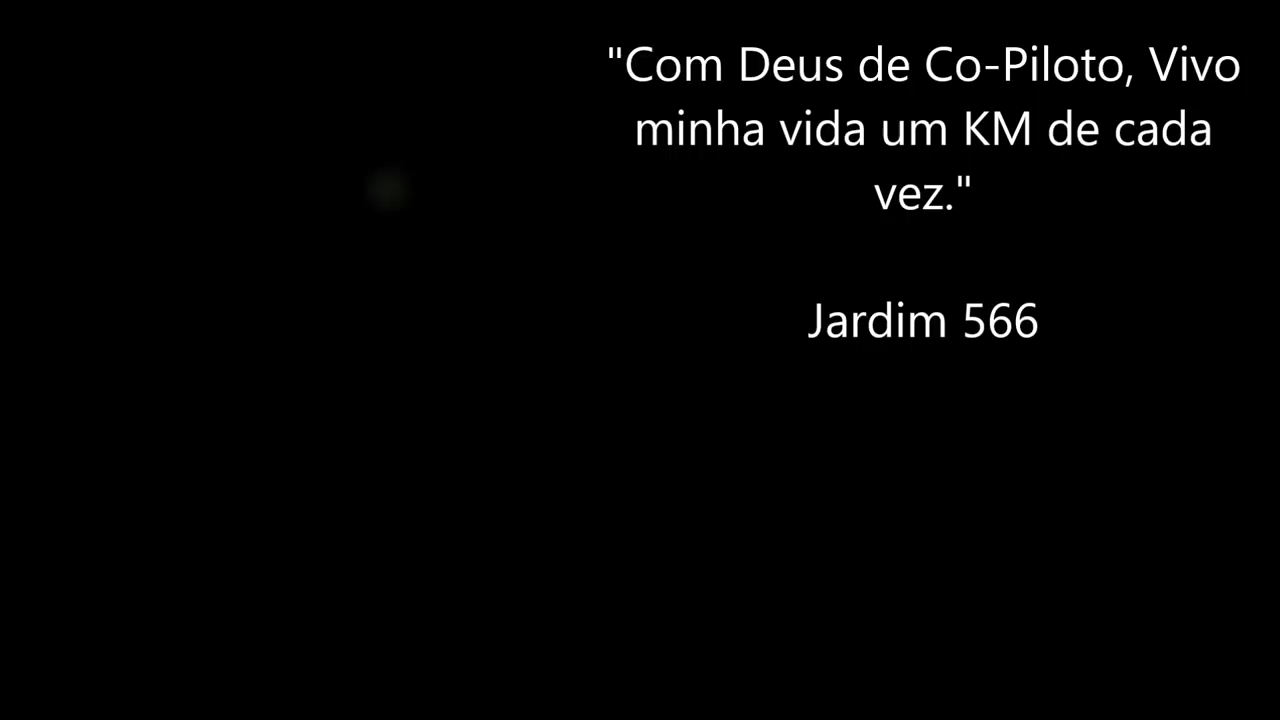 "Com Deus de Co-Piloto, Vivo
minha vida um KM de cada
vez."
Jardim 566